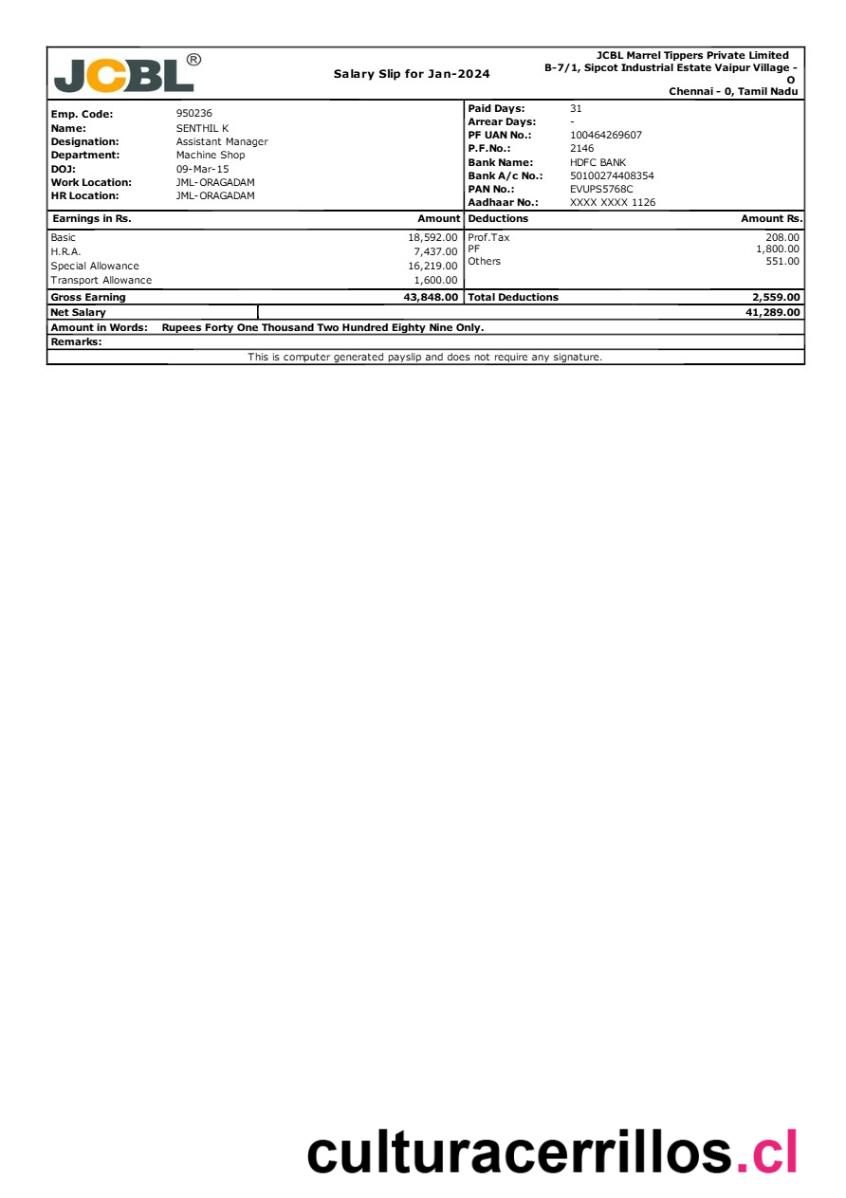 JCBL®
Salary Slip for Jan-2024
JCBL Marrel Tippers Private Limited
B-7/1, Sipcot Industrial Estate Vaipur Village -
O
Chennai - 0, Tamil Nadu
Emp. Code: 950236
Name: SENTHIL K
Designation: Assistant Manager
Department: Machine Shop
DOJ: 09-Mar-15
Work Location: JML-ORAGADAM
HR Location: JML-ORAGADAM
Paid Days: 31
Arrear Days: -
PF UAN No.: 100464269607
P.F.No.: 2146
Bank Name: HDFC BANK
Bank A/c No.: 50100274408354
PAN No.: EVUPS5768C
Aadhaar No.: XXXX XXXX 1126
Earnings in Rs. Amount Deductions Amount Rs.
Basic 18,592.00 Prof.Tax 208.00
H.R.A. 7,437.00 PF 1,800.00
Special Allowance 16,219.00 Others 551.00
Transport Allowance 1,600.00
Gross Earning 43,848.00 Total Deductions 2,559.00
Net Salary 41,289.00
Amount in Words: Rupees Forty One Thousand Two Hundred Eighty Nine Only.
Remarks:
This is computer generated payslip and does not require any signature.
culturacerrillos.cl